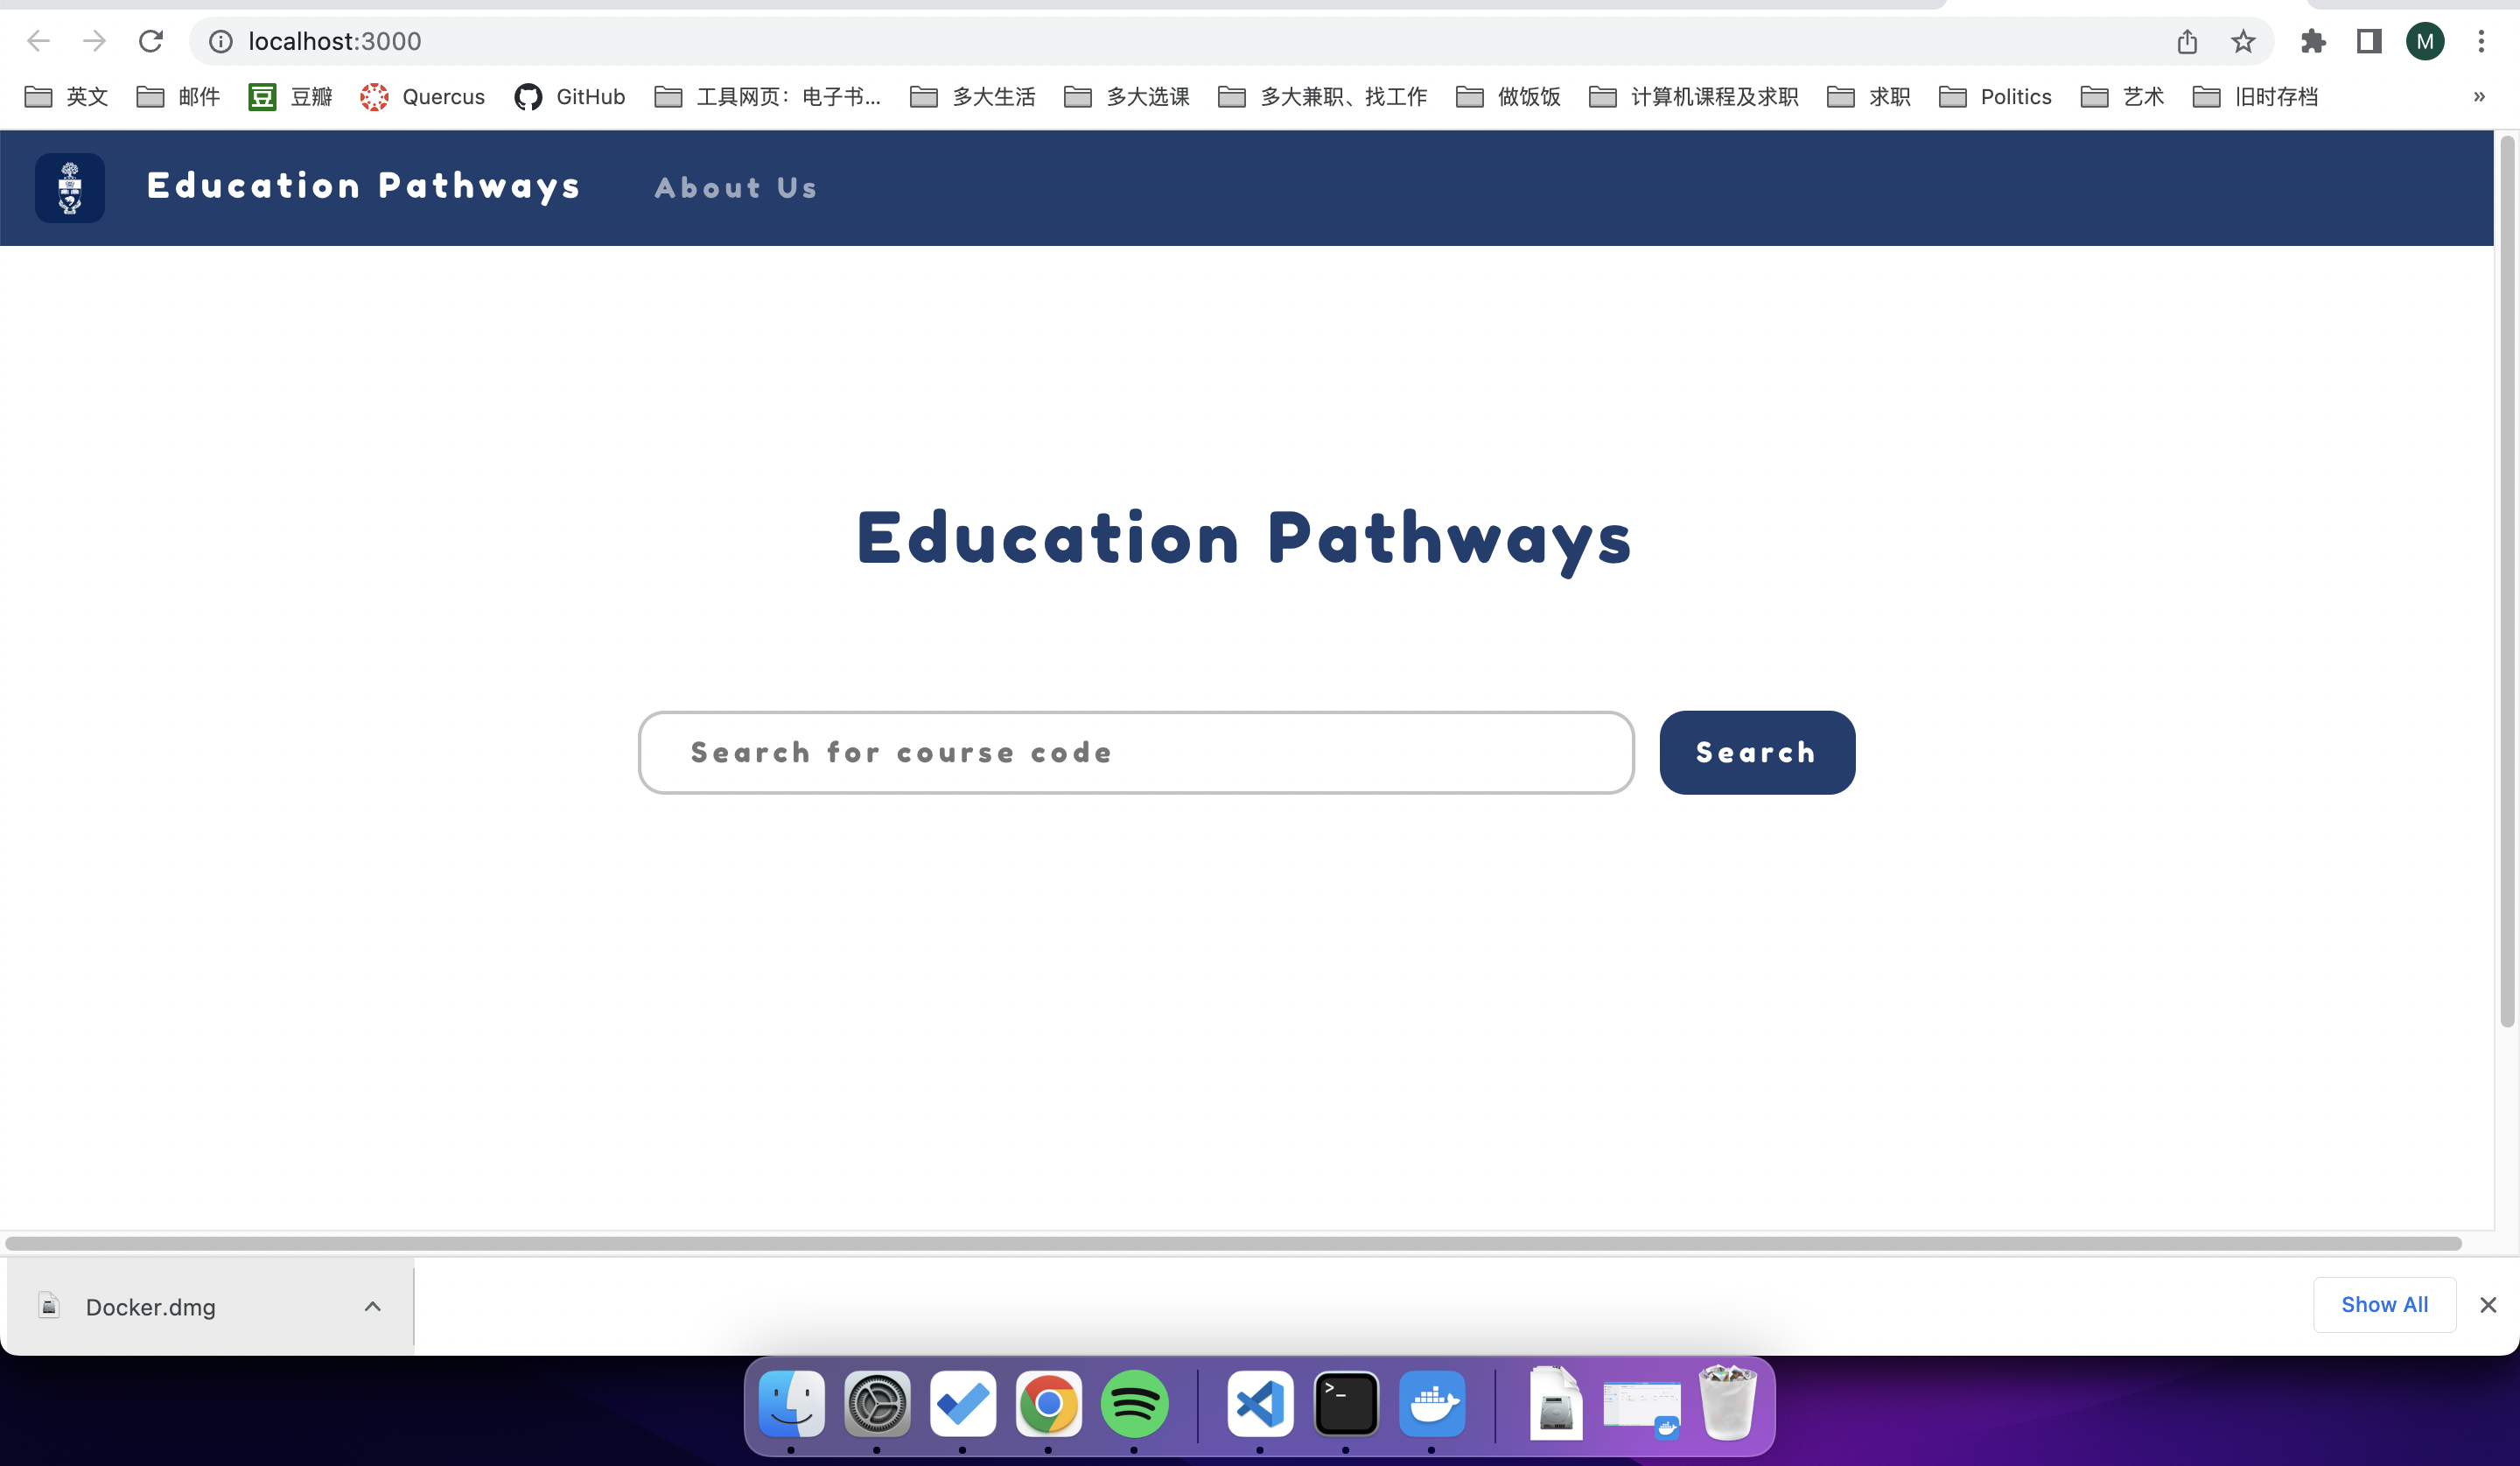 localhost:3000
M
英文 邮件 豆 豆瓣 Quercus GitHub 工具网页：电子书... 多大生活 多大选课 多大兼职、找工作 做饭饭 计算机课程及求职 求职 Politics 艺术 旧时存档 »
Education Pathways About Us
Education Pathways
Search for course code Search
Docker.dmg Show All
>_